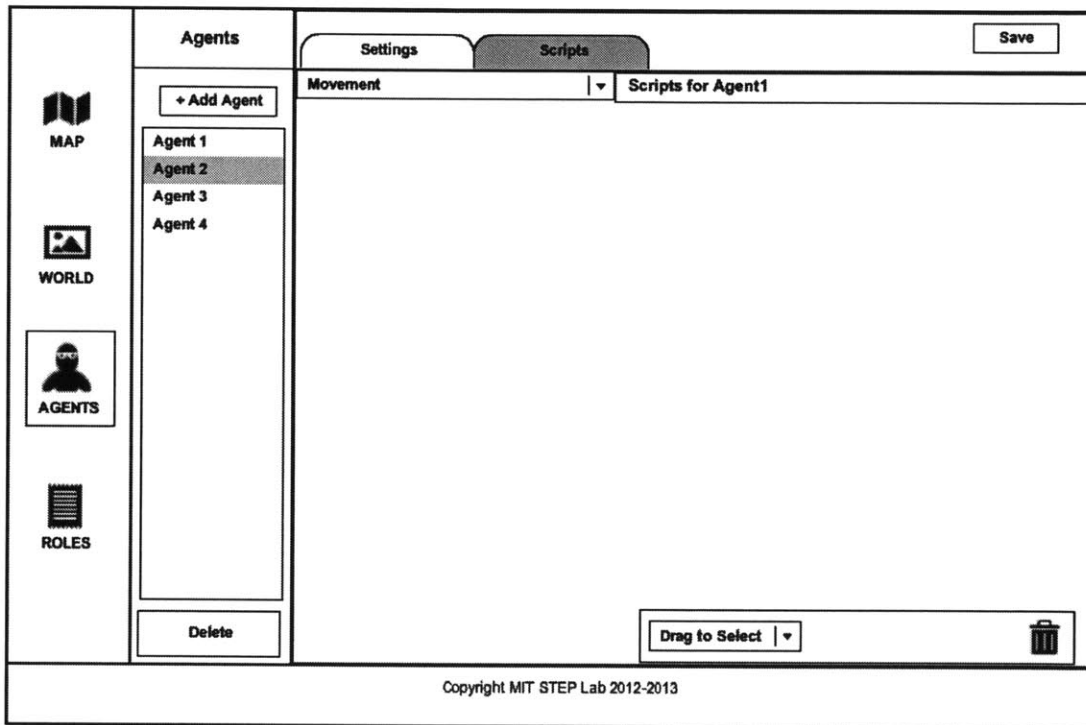 MAP
WORLD
AGENTS
ROLES
Agents
+ Add Agent
Agent 1
Agent 2
Agent 3
Agent 4
Delete
Settings
Scripts
Save
Movement
Scripts for Agent1
Drag to Select
Copyright MIT STEP Lab 2012-2013